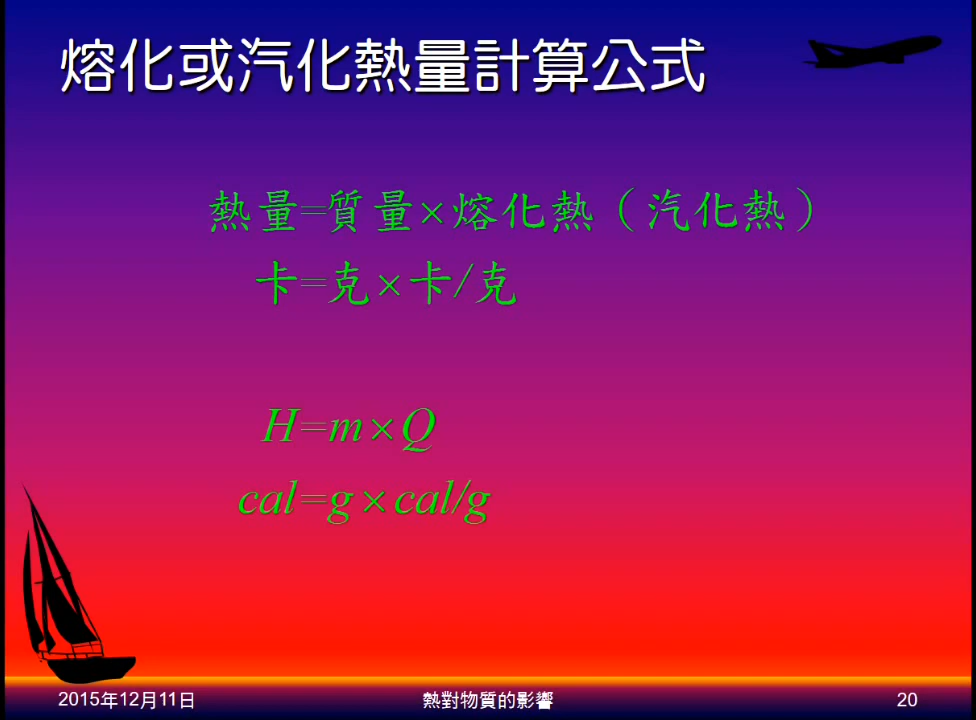 熔化或汽化熱量計算公式
熱量=質量×熔化熱（汽化熱）
卡=克×卡/克
H=m×Q
cal=g×cal/g
2015年12月11日
熱對物質的影響
20